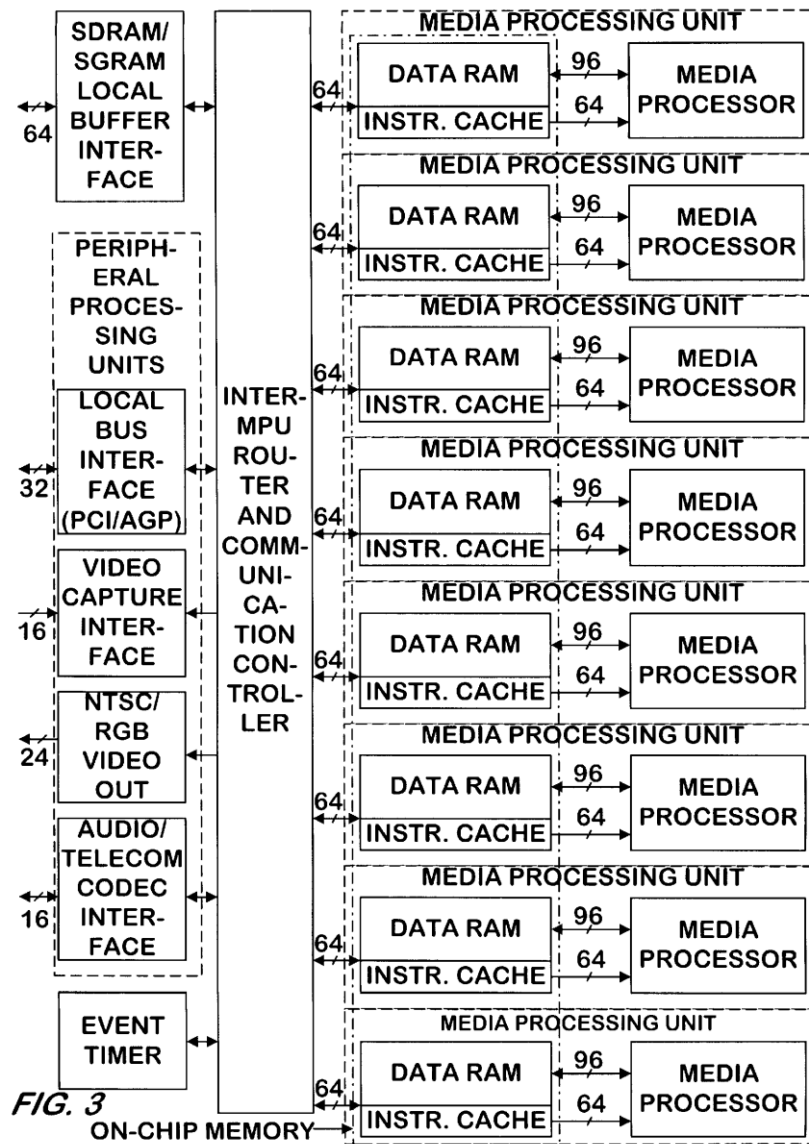 SDRAM/
SGRAM
LOCAL
BUFFER
INTER-
FACE
64
PERIPH-
ERAL
PROCES-
SING
UNITS
LOCAL
BUS
INTER-
FACE
(PCI/AGP)
32
VIDEO
CAPTURE
INTER-
FACE
16
NTSC/
RGB
VIDEO
OUT
24
AUDIO/
TELECOM
CODEC
INTER-
FACE
16
EVENT
TIMER
INTER-
MPU
ROU-
TER
AND
COMM-
UNI-
CA-
TION
CON-
TROL-
LER
MEDIA PROCESSING UNIT
64
DATA RAM
INSTR. CACHE
96
64
MEDIA
PROCESSOR
MEDIA PROCESSING UNIT
64
DATA RAM
INSTR. CACHE
96
64
MEDIA
PROCESSOR
MEDIA PROCESSING UNIT
64
DATA RAM
INSTR. CACHE
96
64
MEDIA
PROCESSOR
MEDIA PROCESSING UNIT
64
DATA RAM
INSTR. CACHE
96
64
MEDIA
PROCESSOR
MEDIA PROCESSING UNIT
64
DATA RAM
INSTR. CACHE
96
64
MEDIA
PROCESSOR
MEDIA PROCESSING UNIT
64
DATA RAM
INSTR. CACHE
96
64
MEDIA
PROCESSOR
MEDIA PROCESSING UNIT
64
DATA RAM
INSTR. CACHE
96
64
MEDIA
PROCESSOR
MEDIA PROCESSING UNIT
64
DATA RAM
INSTR. CACHE
96
64
MEDIA
PROCESSOR
FIG. 3
ON-CHIP MEMORY